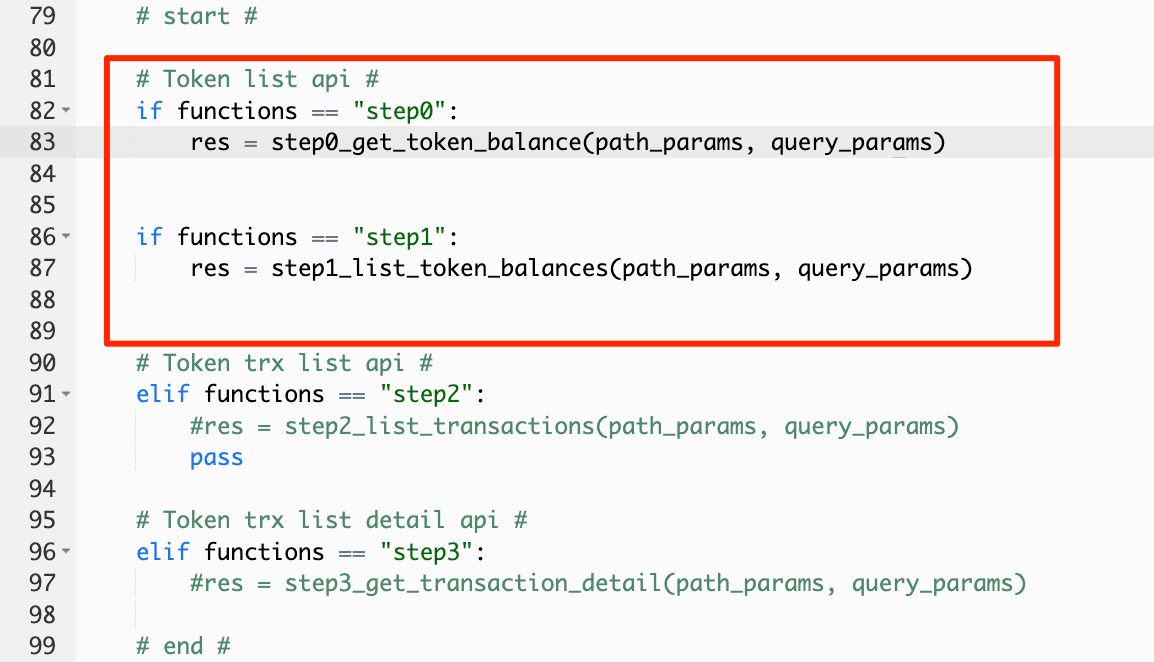 79 # start #
80
81 # Token list api #
82 if functions == "step0":
83 res = step0_get_token_balance(path_params, query_params)
84
85
86 if functions == "step1":
87 res = step1_list_token_balances(path_params, query_params)
88
89
90 # Token trx list api #
91 elif functions == "step2":
92 #res = step2_list_transactions(path_params, query_params)
93 pass
94
95 # Token trx list detail api #
96 elif functions == "step3":
97 #res = step3_get_transaction_detail(path_params, query_params)
98
99 # end #